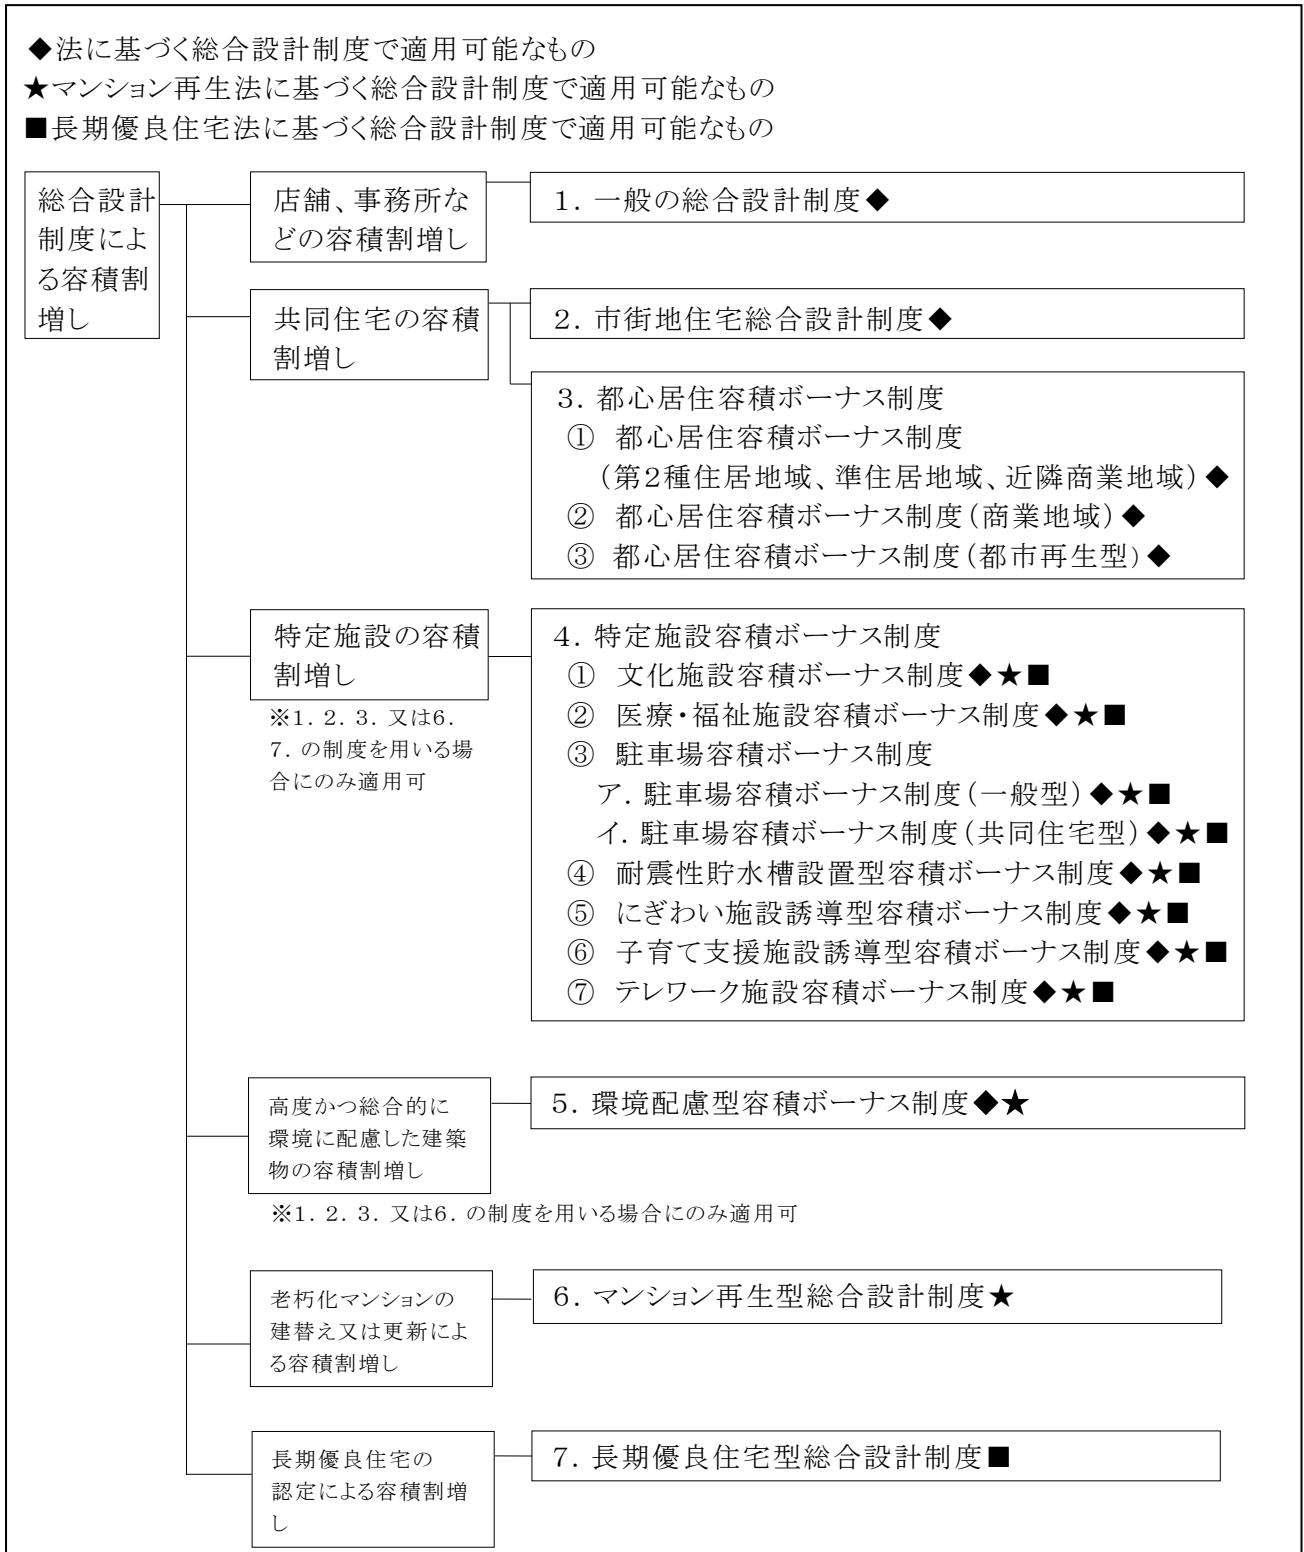 ◆法に基づく総合設計制度で適用可能なもの
★マンション再生法に基づく総合設計制度で適用可能なもの
■長期優良住宅法に基づく総合設計制度で適用可能なもの
総合設計
制度によ
る容積割
増し
店舗、事務所な
どの容積割増し
1．一般の総合設計制度◆
共同住宅の容積
割増し
2．市街地住宅総合設計制度◆
3．都心居住容積ボーナス制度
① 都心居住容積ボーナス制度
（第2種住居地域、準住居地域、近隣商業地域）◆
② 都心居住容積ボーナス制度（商業地域）◆
③ 都心居住容積ボーナス制度（都市再生型）◆
特定施設の容積
割増し
※1．2．3．又は6．
7．の制度を用いる場
合にのみ適用可
4．特定施設容積ボーナス制度
① 文化施設容積ボーナス制度◆★■
② 医療・福祉施設容積ボーナス制度◆★■
③ 駐車場容積ボーナス制度
ア．駐車場容積ボーナス制度（一般型）◆★■
イ．駐車場容積ボーナス制度（共同住宅型）◆★■
④ 耐震性貯水槽設置型容積ボーナス制度◆★■
⑤ にぎわい施設誘導型容積ボーナス制度◆★■
⑥ 子育て支援施設誘導型容積ボーナス制度◆★■
⑦ テレワーク施設容積ボーナス制度◆★■
高度かつ総合的に
環境に配慮した建築
物の容積割増し
5．環境配慮型容積ボーナス制度◆★
※1．2．3．又は6．の制度を用いる場合にのみ適用可
老朽化マンションの
建替え又は更新によ
る容積割増し
6．マンション再生型総合設計制度★
長期優良住宅の
認定による容積割増
し
7．長期優良住宅型総合設計制度■